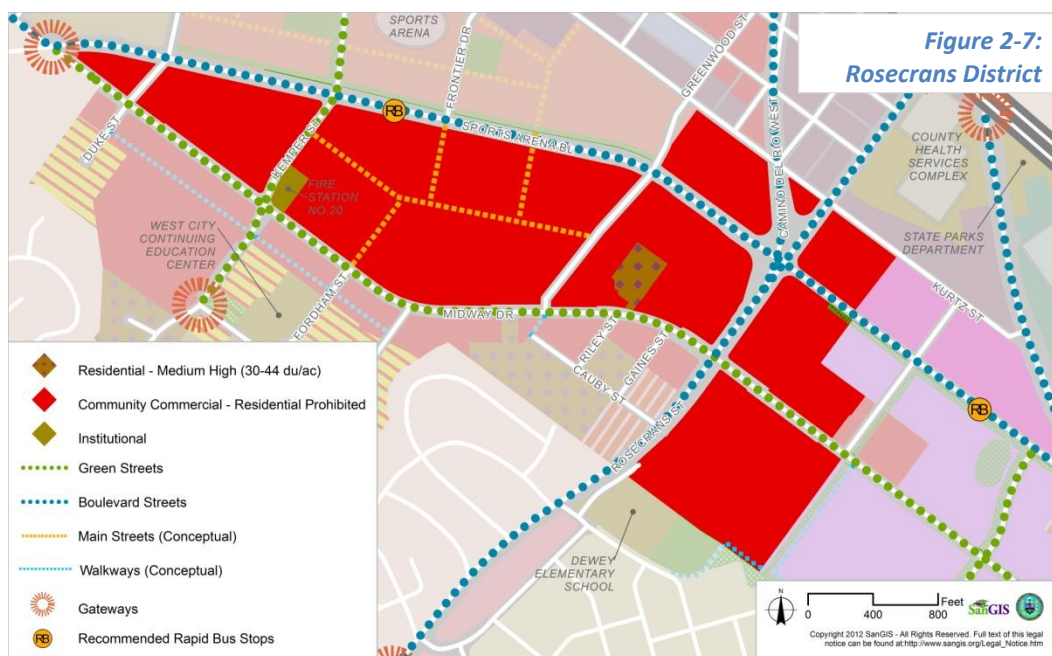 Figure 2-7:
Rosecrans District
SPORTS
ARENA
FRONTIER DR
GREENWOOD ST
COUNTY
HEALTH
SERVICES
COMPLEX
STATE PARKS
DEPARTMENT
DUKE ST
KEMPER ST
RB
SPORTS ARENA BL
CAMINO DEL RIO WEST
FIRE
STATION
NO.20
WEST CITY
CONTINUING
EDUCATION
CENTER
FORDHAM ST
MIDWAY DR
KURTZ ST
RILEY ST
GAINES ST
CAUBY ST
ROSECRANS ST
RB
DEWEY
ELEMENTARY
SCHOOL
Residential - Medium High (30-44 du/ac)
Community Commercial - Residential Prohibited
Institutional
Green Streets
Boulevard Streets
Main Streets (Conceptual)
Walkways (Conceptual)
Gateways
RB Recommended Rapid Bus Stops
N
Feet
0 400 800
SanGIS
Copyright 2012 SanGIS - All Rights Reserved. Full text of this legal
notice can be found at:http://www.sangis.org/Legal_Notice.htm